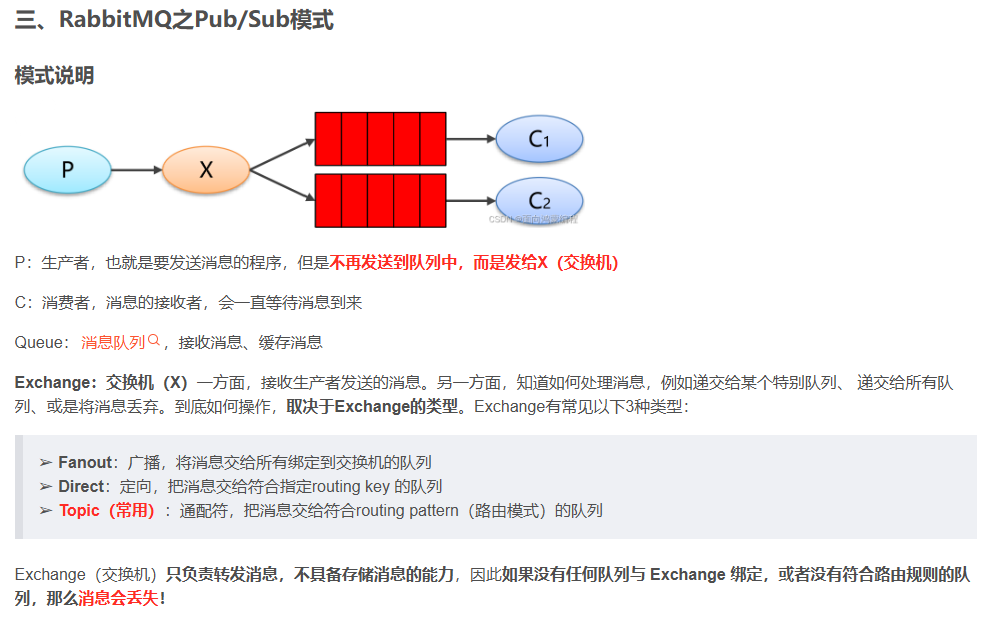 三、RabbitMQ之Pub/Sub模式
模式说明
P
X
C1
C2
P：生产者，也就是要发送消息的程序，但是不再发送到队列中，而是发给X（交换机）
C：消费者，消息的接收者，会一直等待消息到来
Queue：消息队列，接收消息、缓存消息
Exchange：交换机（X）一方面，接收生产者发送的消息。另一方面，知道如何处理消息，例如递交给某个特别队列、 递交给所有队
列、或是将消息丢弃。到底如何操作，取决于Exchange的类型。Exchange有常见以下3种类型：
➢ Fanout：广播，将消息交给所有绑定到交换机的队列
➢ Direct：定向，把消息交给符合指定routing key 的队列
➢ Topic（常用）：通配符，把消息交给符合routing pattern（路由模式）的队列
Exchange（交换机）只负责转发消息，不具备存储消息的能力，因此如果没有任何队列与 Exchange 绑定，或者没有符合路由规则的队
列，那么消息会丢失！